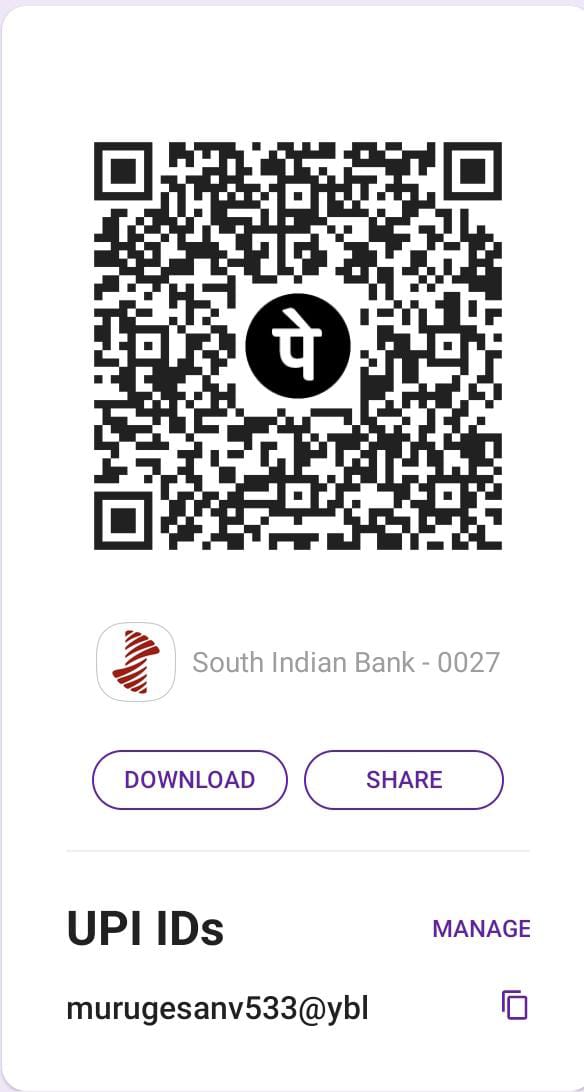 पे
South Indian Bank - 0027
DOWNLOAD SHARE
UPI IDs MANAGE
murugesanv533@ybl